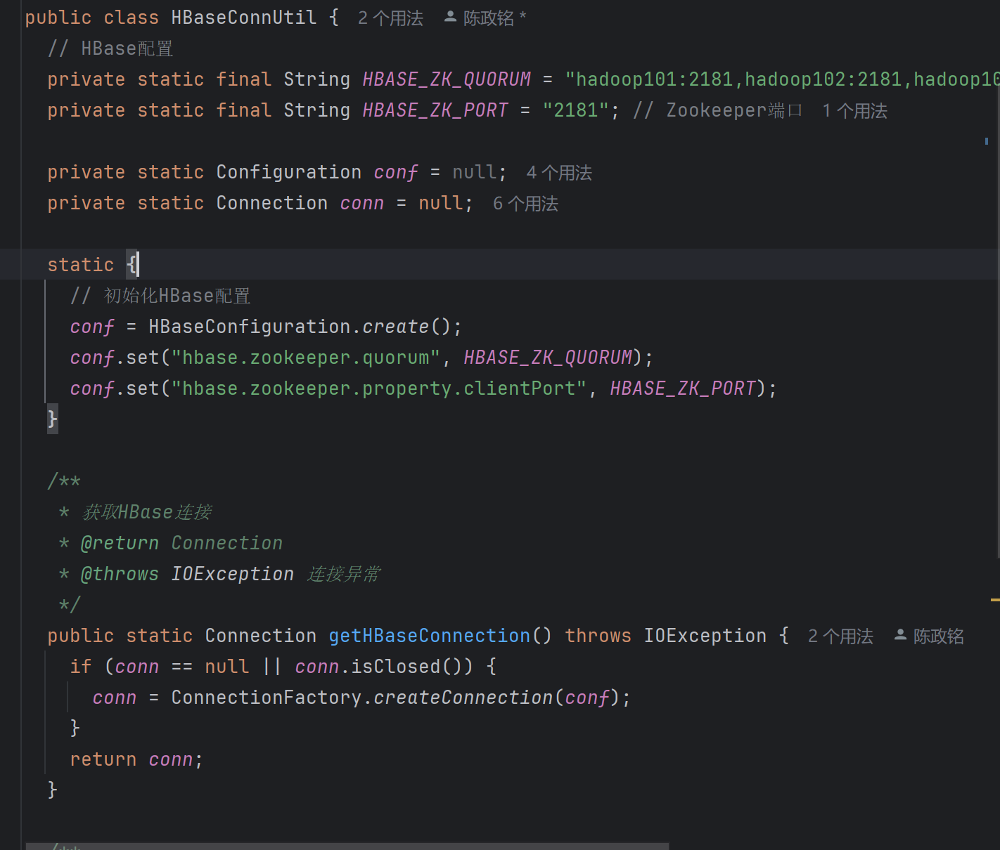 public class HBaseConnUtil {  2 个用法  陈政铭 *
// HBase配置
private static final String HBASE_ZK_QUORUM = "hadoop101:2181,hadoop102:2181,hadoop10
private static final String HBASE_ZK_PORT = "2181"; // Zookeeper端口  1 个用法
private static Configuration conf = null;  4 个用法
private static Connection conn = null;  6 个用法
static {
// 初始化HBase配置
conf = HBaseConfiguration.create();
conf.set("hbase.zookeeper.quorum", HBASE_ZK_QUORUM);
conf.set("hbase.zookeeper.property.clientPort", HBASE_ZK_PORT);
}
/**
* 获取HBase连接
* @return Connection
* @throws IOException 连接异常
*/
public static Connection getHBaseConnection() throws IOException {  2 个用法  陈政铭
if (conn == null || conn.isClosed()) {
conn = ConnectionFactory.createConnection(conf);
}
return conn;
}
/**